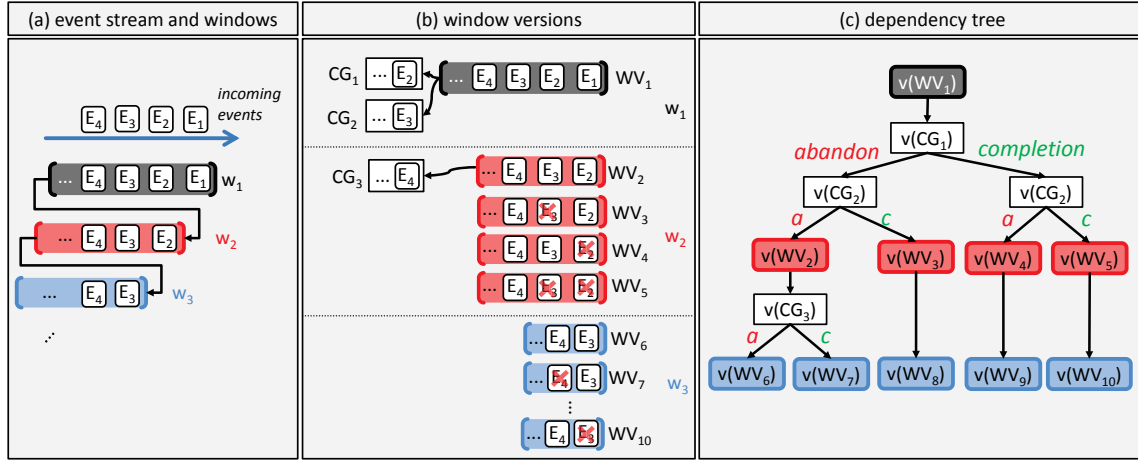 (a) event stream and windows
incoming
events
E4 E3 E2 E1
... E4 E3 E2 E1 w1
... E4 E3 E2 w2
... E4 E3 w3
...
(b) window versions
CG1 ... E2
... E4 E3 E2 E1 WV1
CG2 ... E3
w1
CG3 ... E4
... E4 E3 E2 WV2
... E4 E3 E2 WV3
w2
... E4 E3 E2 WV4
... E4 E3 E2 WV5
... E4 E3 WV6
... E4 E3 WV7
w3
...
... E4 E3 WV10
(c) dependency tree
v(WV1)
v(CG1)
abandon completion
v(CG2) v(CG2)
a c a c
v(WV2) v(WV3) v(WV4) v(WV5)
v(CG3)
a c
v(WV6) v(WV7) v(WV8) v(WV9) v(WV10)